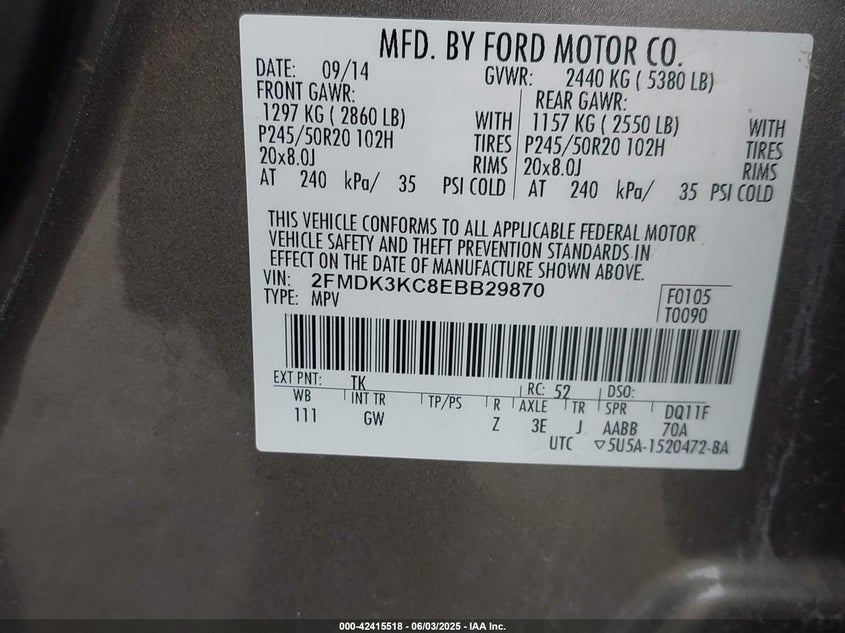 MFD. BY FORD MOTOR CO.
DATE: 09/14 GVWR: 2440 KG ( 5380 LB)
FRONT GAWR: REAR GAWR:
1297 KG ( 2860 LB) WITH 1157 KG ( 2550 LB) WITH
P245/50R20 102H TIRES P245/50R20 102H TIRES
20x8.0J RIMS 20x8.0J RIMS
AT 240 kPa/ 35 PSI COLD AT 240 kPa/ 35 PSI COLD
THIS VEHICLE CONFORMS TO ALL APPLICABLE FEDERAL MOTOR
VEHICLE SAFETY AND THEFT PREVENTION STANDARDS IN
EFFECT ON THE DATE OF MANUFACTURE SHOWN ABOVE.
VIN: 2FMDK3KC8EBB29870 F0105
TYPE: MPV T0090
EXT PNT: TK RC: 52 DSO:
WB INT TR TP/PS R AXLE TR SPR DQ11F
111 GW Z 3E J AABB 70A
UTC ▽5U5A-1520472-BA
000-42415518 | 06/03/2025 - IAA Inc.